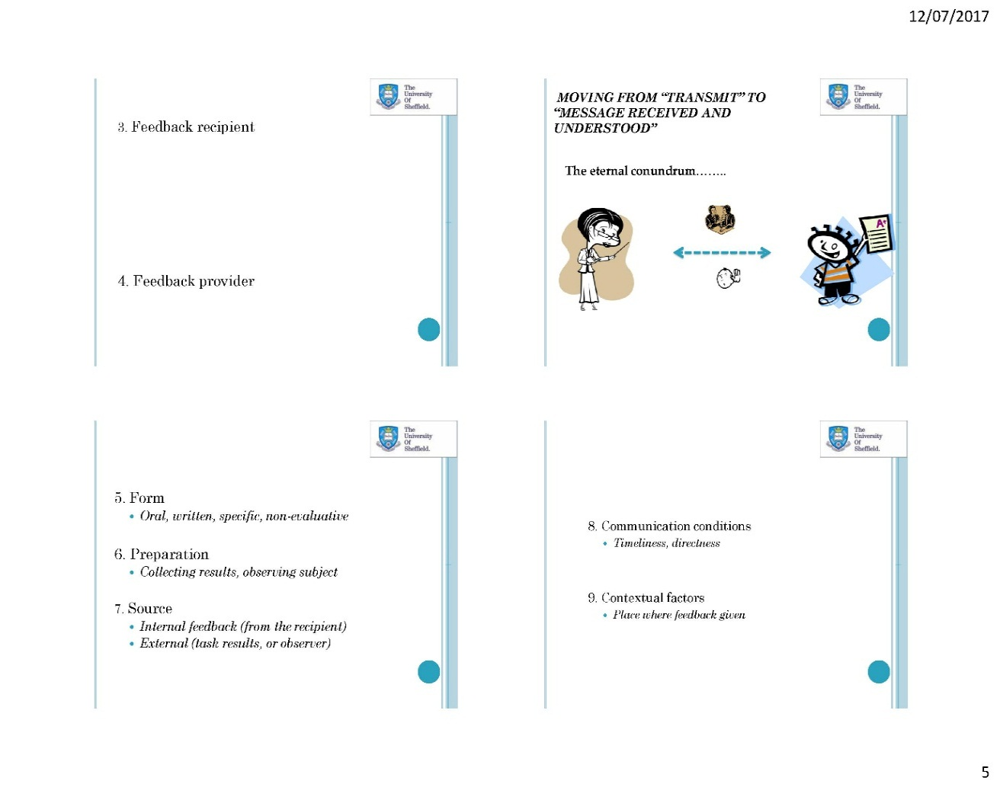 12/07/2017
The
University
Of
Sheffield.
3. Feedback recipient
4. Feedback provider
The
University
Of
Sheffield.
MOVING FROM “TRANSMIT” TO
“MESSAGE RECEIVED AND
UNDERSTOOD”
The eternal conundrum........
A+
The
University
Of
Sheffield.
5. Form
• Oral, written, specific, non-evaluative
6. Preparation
• Collecting results, observing subject
7. Source
• Internal feedback (from the recipient)
• External (task results, or observer)
The
University
Of
Sheffield.
8. Communication conditions
• Timeliness, directness
9. Contextual factors
• Place where feedback given
5